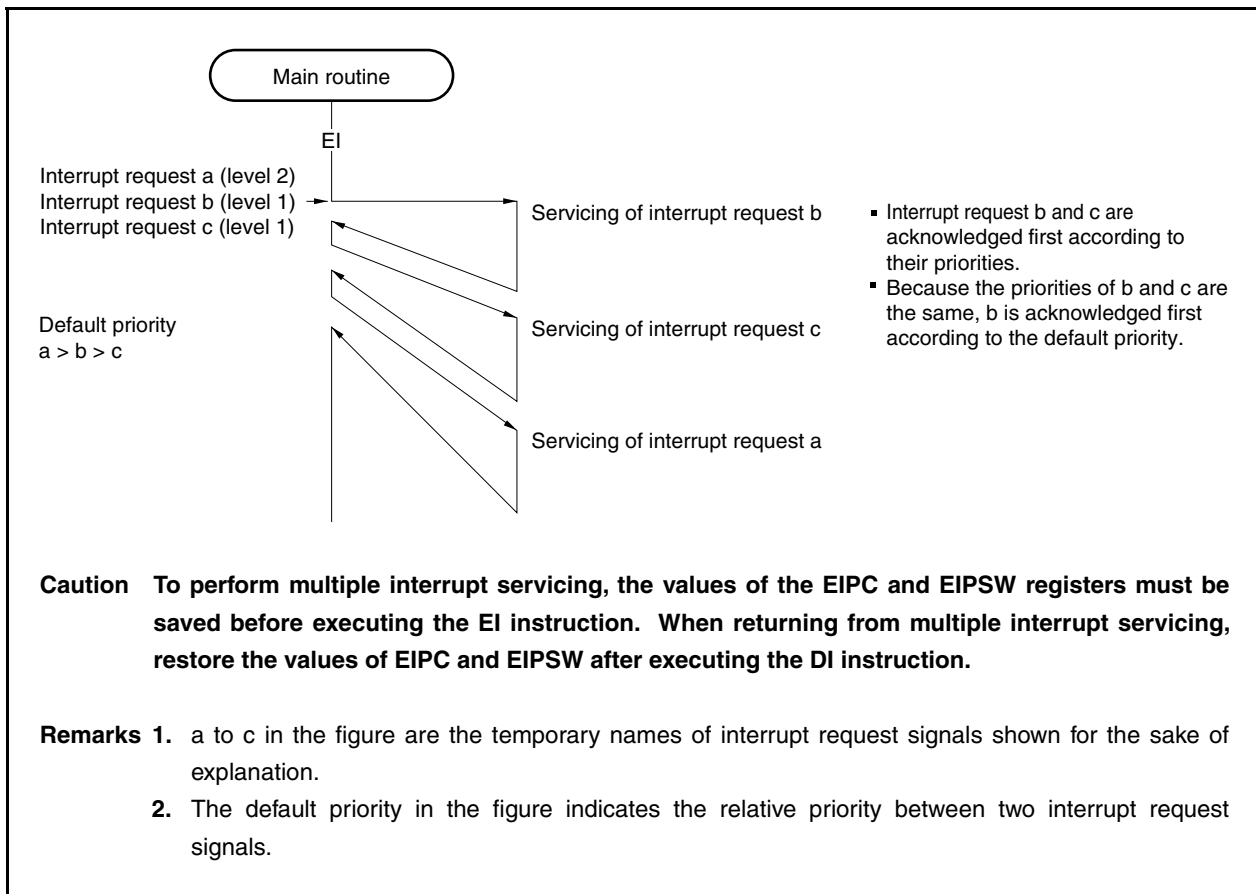 Main routine
EI
Interrupt request a (level 2)
Interrupt request b (level 1)
Interrupt request c (level 1)
Servicing of interrupt request b
▪ Interrupt request b and c are
acknowledged first according to
their priorities.
▪ Because the priorities of b and c are
the same, b is acknowledged first
according to the default priority.
Default priority
a > b > c
Servicing of interrupt request c
Servicing of interrupt request a
Caution To perform multiple interrupt servicing, the values of the EIPC and EIPSW registers must be
saved before executing the EI instruction. When returning from multiple interrupt servicing,
restore the values of EIPC and EIPSW after executing the DI instruction.
Remarks 1. a to c in the figure are the temporary names of interrupt request signals shown for the sake of
explanation.
2. The default priority in the figure indicates the relative priority between two interrupt request
signals.